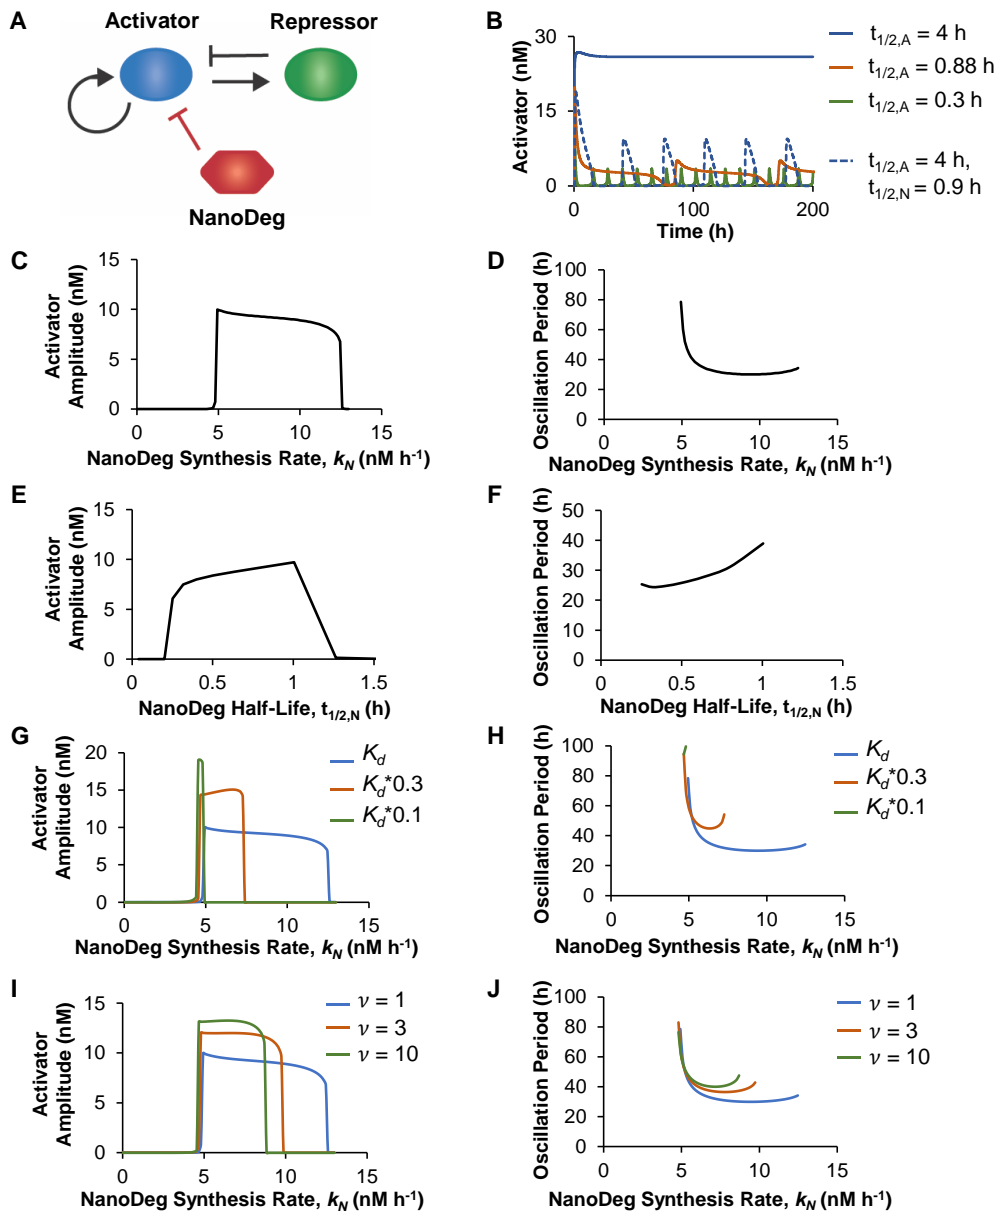 A
Activator
Repressor
NanoDeg
B
Activator (nM)
30
15
0
0
100
200
Time (h)
t1/2,A = 4 h
t1/2,A = 0.88 h
t1/2,A = 0.3 h
t1/2,A = 4 h,
t1/2,N = 0.9 h
C
Activator
Amplitude (nM)
15
10
5
0
0
5
10
15
NanoDeg Synthesis Rate, kN (nM h-1)
D
Oscillation Period (h)
100
80
60
40
20
0
0
5
10
15
NanoDeg Synthesis Rate, kN (nM h-1)
E
Activator
Amplitude (nM)
15
10
5
0
0
0.5
1
1.5
NanoDeg Half-Life, t1/2,N (h)
F
Oscillation Period (h)
50
40
30
20
10
0
0
0.5
1
1.5
NanoDeg Half-Life, t1/2,N (h)
G
Activator
Amplitude (nM)
20
15
10
5
0
0
5
10
15
NanoDeg Synthesis Rate, kN (nM h-1)
Kd
Kd*0.3
Kd*0.1
H
Oscillation Period (h)
100
80
60
40
20
0
0
5
10
15
NanoDeg Synthesis Rate, kN (nM h-1)
Kd
Kd*0.3
Kd*0.1
I
Activator
Amplitude (nM)
15
10
5
0
0
5
10
15
NanoDeg Synthesis Rate, kN (nM h-1)
ν = 1
ν = 3
ν = 10
J
Oscillation Period (h)
100
80
60
40
20
0
0
5
10
15
NanoDeg Synthesis Rate, kN (nM h-1)
ν = 1
ν = 3
ν = 10